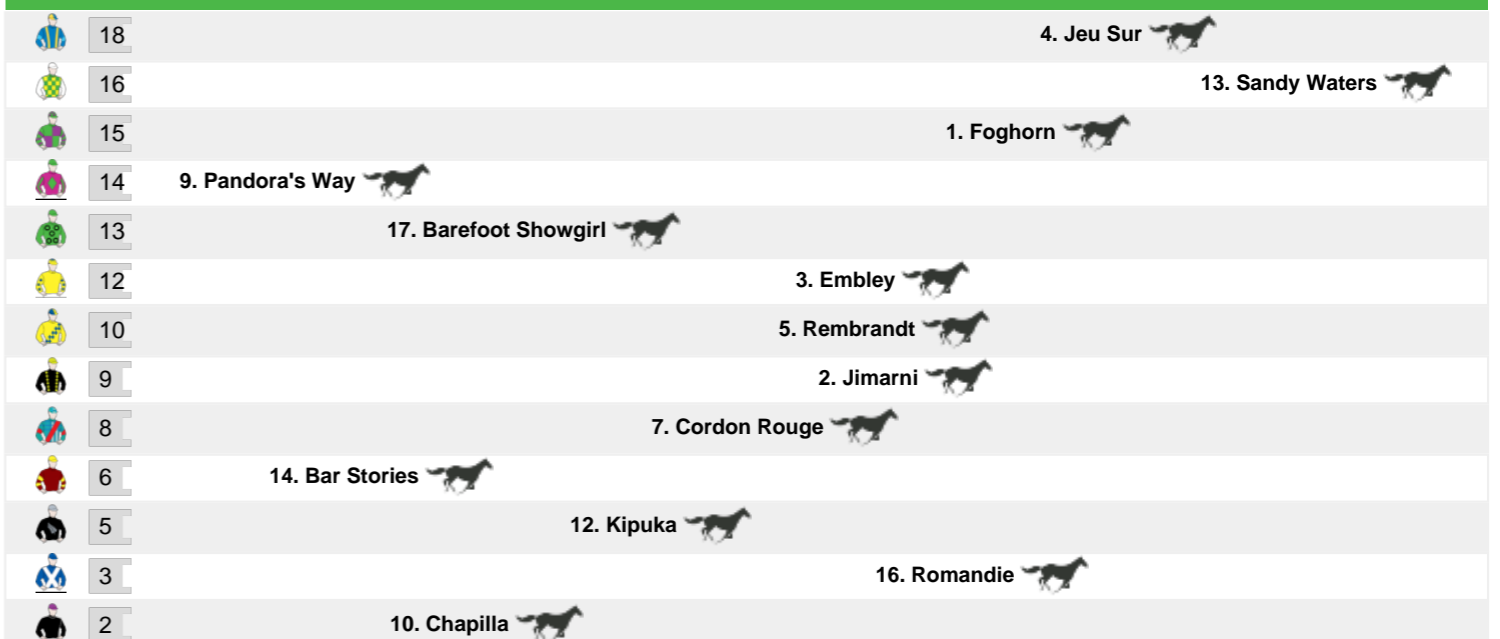 18 4. Jeu Sur
16 13. Sandy Waters
15 1. Foghorn
14 9. Pandora's Way
13 17. Barefoot Showgirl
12 3. Embley
10 5. Rembrandt
9 2. Jimarni
8 7. Cordon Rouge
6 14. Bar Stories
5 12. Kipuka
3 16. Romandie
2 10. Chapilla